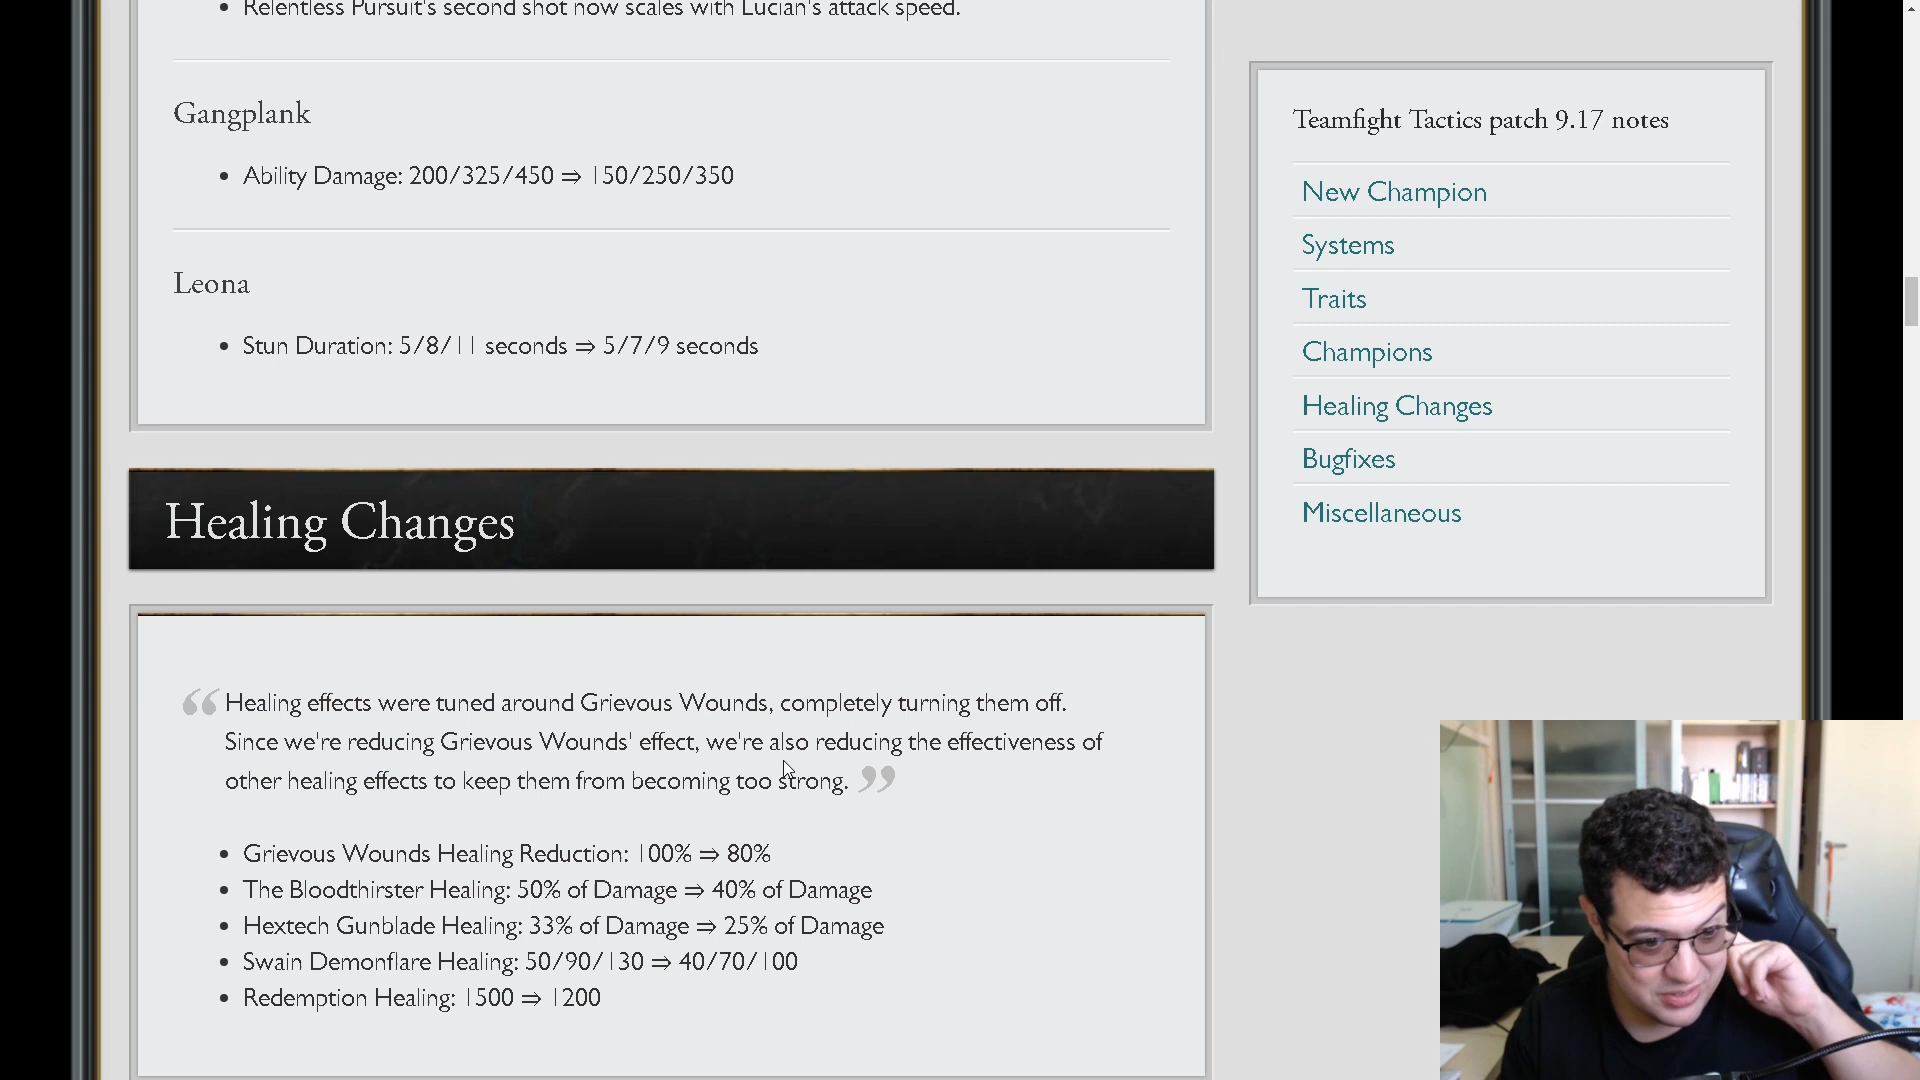 Relentless Pursuit's second shot now scales with Lucian's attack speed.
Gangplank
Ability Damage: 200/325/450 ⇒ 150/250/350
Leona
Stun Duration: 5/8/11 seconds ⇒ 5/7/9 seconds
Healing Changes
“Healing effects were tuned around Grievous Wounds, completely turning them off.
Since we're reducing Grievous Wounds' effect, we're also reducing the effectiveness of
other healing effects to keep them from becoming too strong.”
Grievous Wounds Healing Reduction: 100% ⇒ 80%
The Bloodthirster Healing: 50% of Damage ⇒ 40% of Damage
Hextech Gunblade Healing: 33% of Damage ⇒ 25% of Damage
Swain Demonflare Healing: 50/90/130 ⇒ 40/70/100
Redemption Healing: 1500 ⇒ 1200
Teamfight Tactics patch 9.17 notes
New Champion
Systems
Traits
Champions
Healing Changes
Bugfixes
Miscellaneous